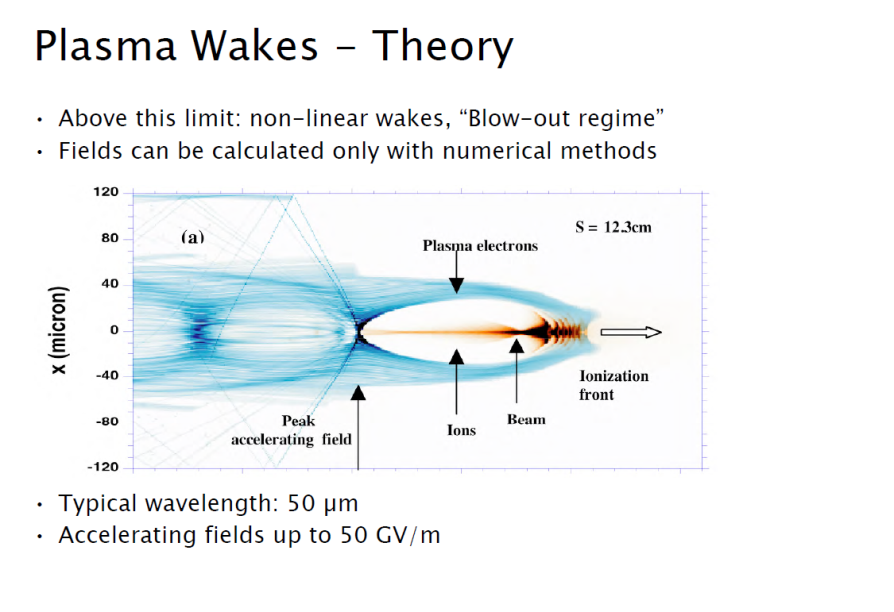 Plasma Wakes – Theory
• Above this limit: non-linear wakes, “Blow-out regime”
• Fields can be calculated only with numerical methods
120
80
40
0
-40
-80
-120
x (micron)
(a)
S = 12.3cm
Plasma electrons
Ionization
front
Peak
accelerating field
Ions
Beam
• Typical wavelength: 50 µm
• Accelerating fields up to 50 GV/m